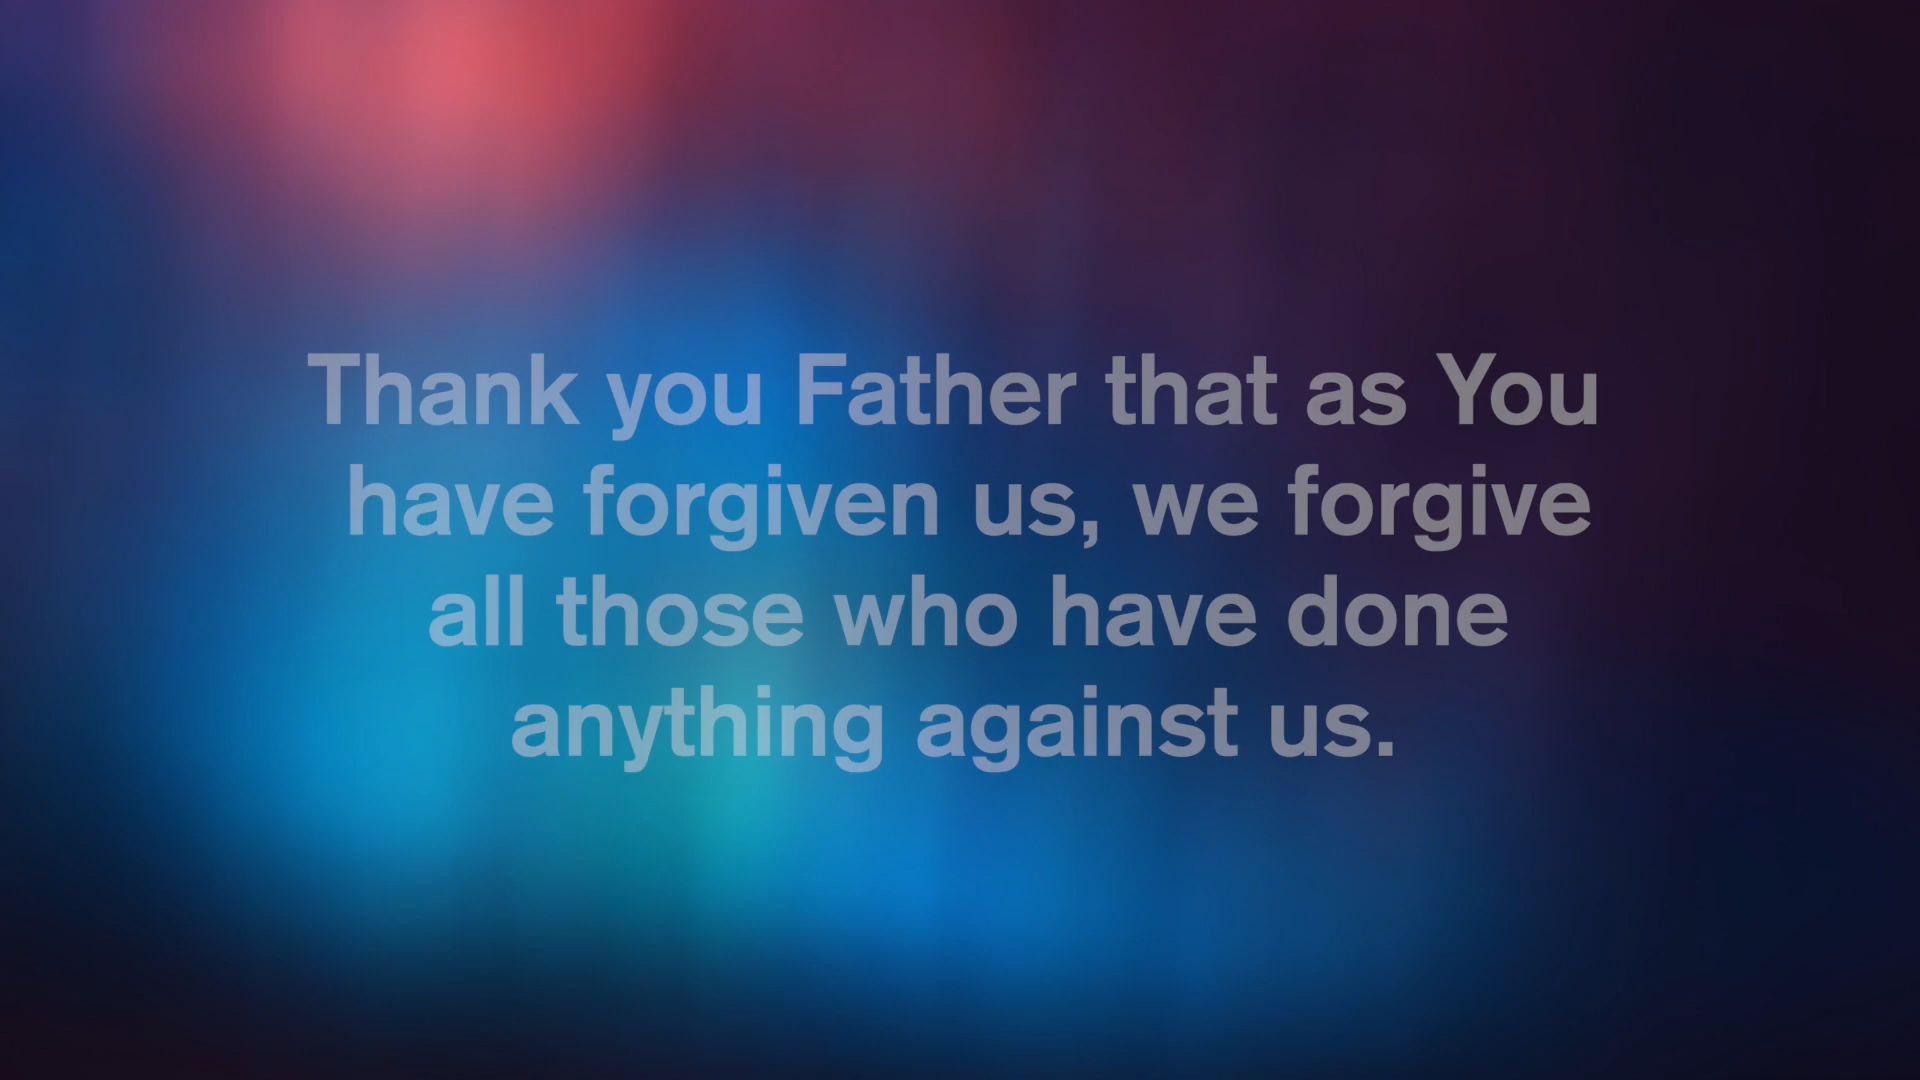 Thank you Father that as You
have forgiven us, we forgive
all those who have done
anything against us.